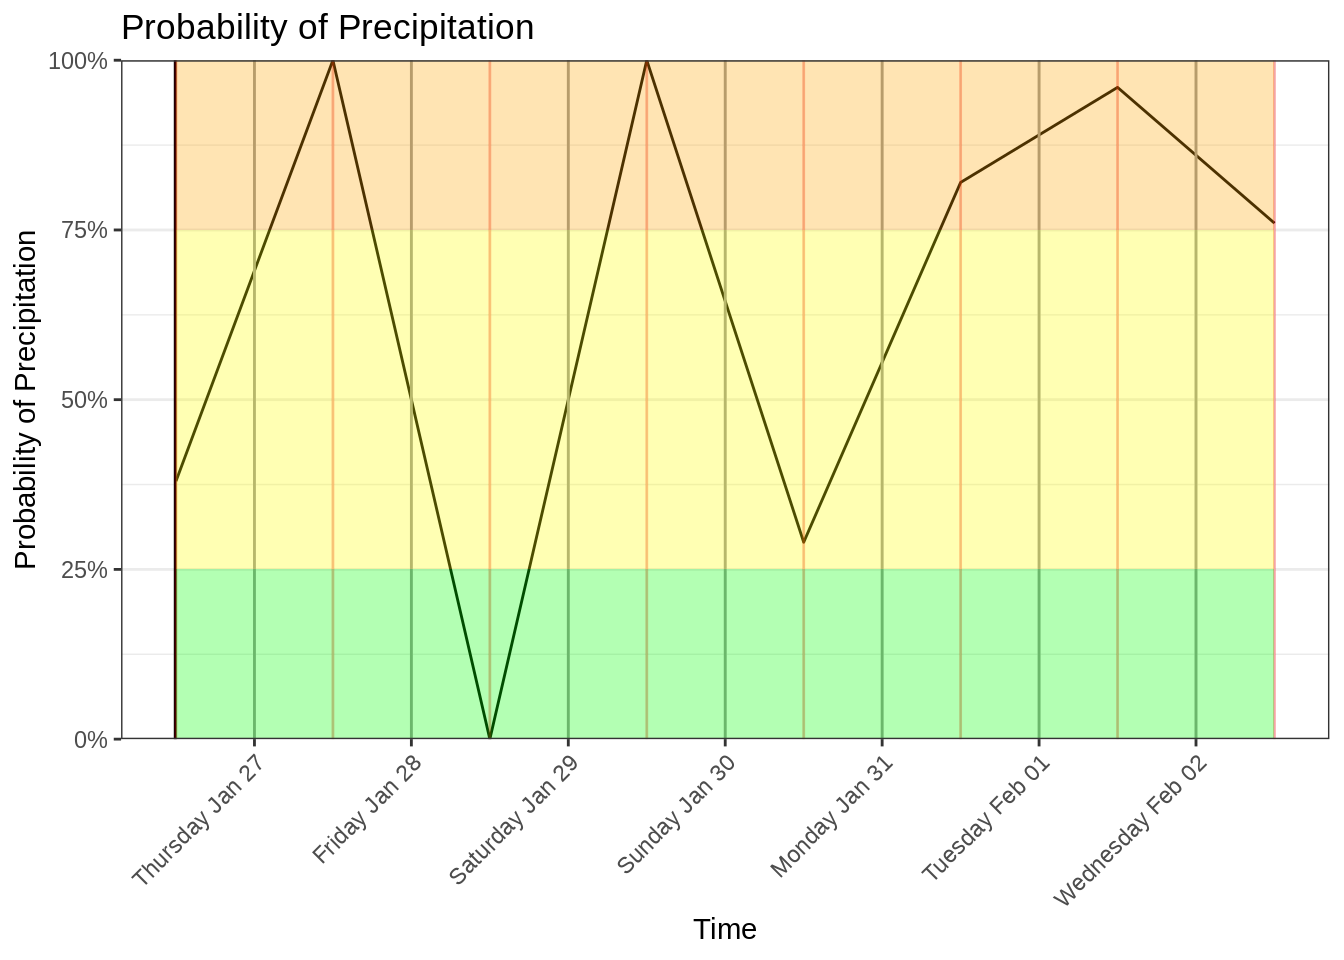 Probability of Precipitation
100%
75%
50%
25%
0%
Probability of Precipitation
Thursday Jan 27
Friday Jan 28
Saturday Jan 29
Sunday Jan 30
Monday Jan 31
Tuesday Feb 01
Wednesday Feb 02
Time